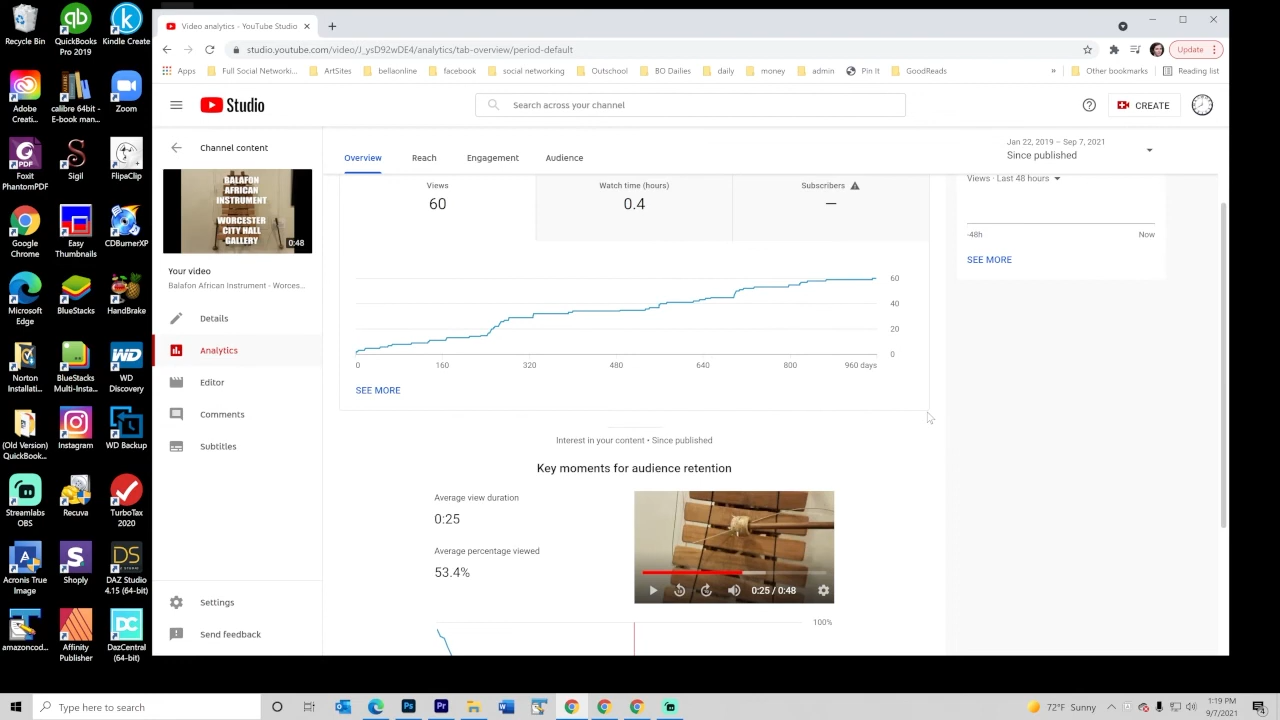 Video analytics - YouTube Studio
studio.youtube.com/video/J_ysD92wDE4/analytics/tab-overview/period-default
Update
Apps
Full Social Networki...
ArtSites
bellaonline
facebook
social networking
Outschool
BO Dailies
daily
money
admin
Pin It
GoodReads
»
Other bookmarks
Reading list
Studio
Search across your channel
CREATE
Channel content
BALAFON
AFRICAN
INSTRUMENT
WORCESTER
CITY HALL
GALLERY
0:48
Your video
Balafon African Instrument - Worces...
Details
Analytics
Editor
Comments
Subtitles
Settings
Send feedback
Overview
Reach
Engagement
Audience
Jan 22, 2019 – Sep 7, 2021
Since published
Views
60
Watch time (hours)
0.4
Subscribers
—
60
40
20
0
0
160
320
480
640
800
960 days
SEE MORE
Views · Last 48 hours
-48h
Now
SEE MORE
Interest in your content • Since published
Key moments for audience retention
Average view duration
0:25
Average percentage viewed
53.4%
0:25 / 0:48
100%
Recycle Bin
QuickBooks
Pro 2019
Kindle Create
Adobe
Creati...
calibre 64bit -
E-book man...
Zoom
Foxit
PhantomPDF
Sigil
FlipaClip
Google
Chrome
Easy
Thumbnails
CDBurnerXP
Microsoft
Edge
BlueStacks
HandBrake
Norton
Installati...
BlueStacks
Multi-Insta...
WD
Discovery
(Old Version)
QuickBook...
Instagram
WD Backup
Streamlabs
OBS
Recuva
TurboTax
2020
Acronis True
Image
Shoply
DAZ Studio
4.15 (64-bit)
amazoncod...
Affinity
Publisher
DazCentral
(64-bit)
Type here to search
72°F Sunny
1:19 PM
9/7/2021